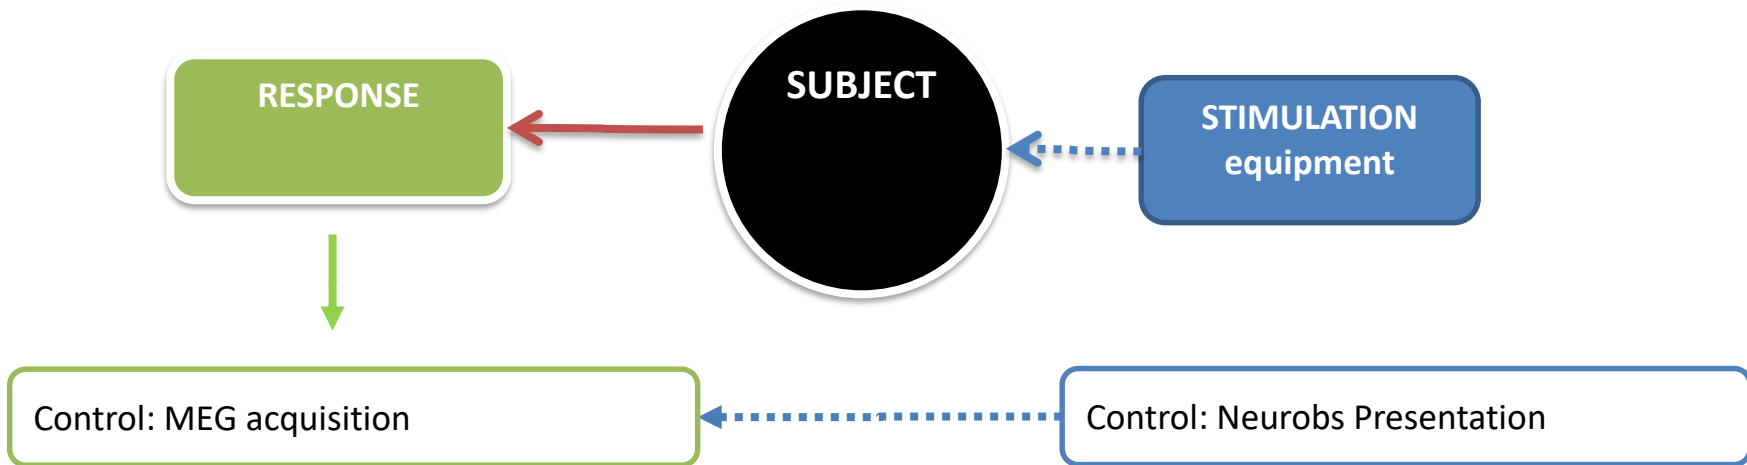 RESPONSE
SUBJECT
STIMULATION
equipment
Control: MEG acquisition
Control: Neurobs Presentation